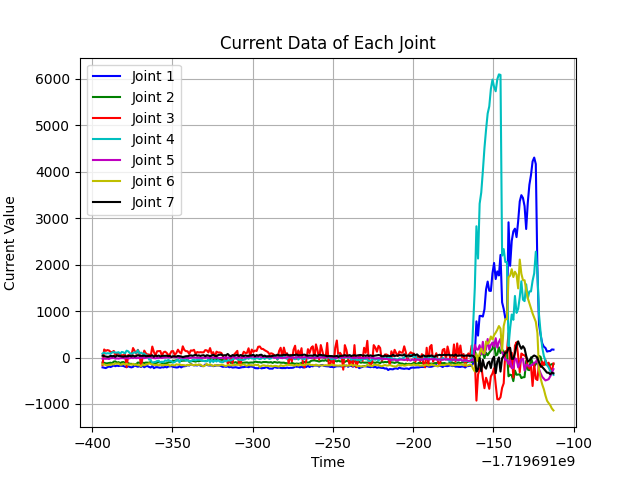 Current Data of Each Joint
Current Value
6000
5000
4000
3000
2000
1000
0
−1000
Joint 1
Joint 2
Joint 3
Joint 4
Joint 5
Joint 6
Joint 7
−400 −350 −300 −250 −200 −150 −100
Time
−1.719691e9